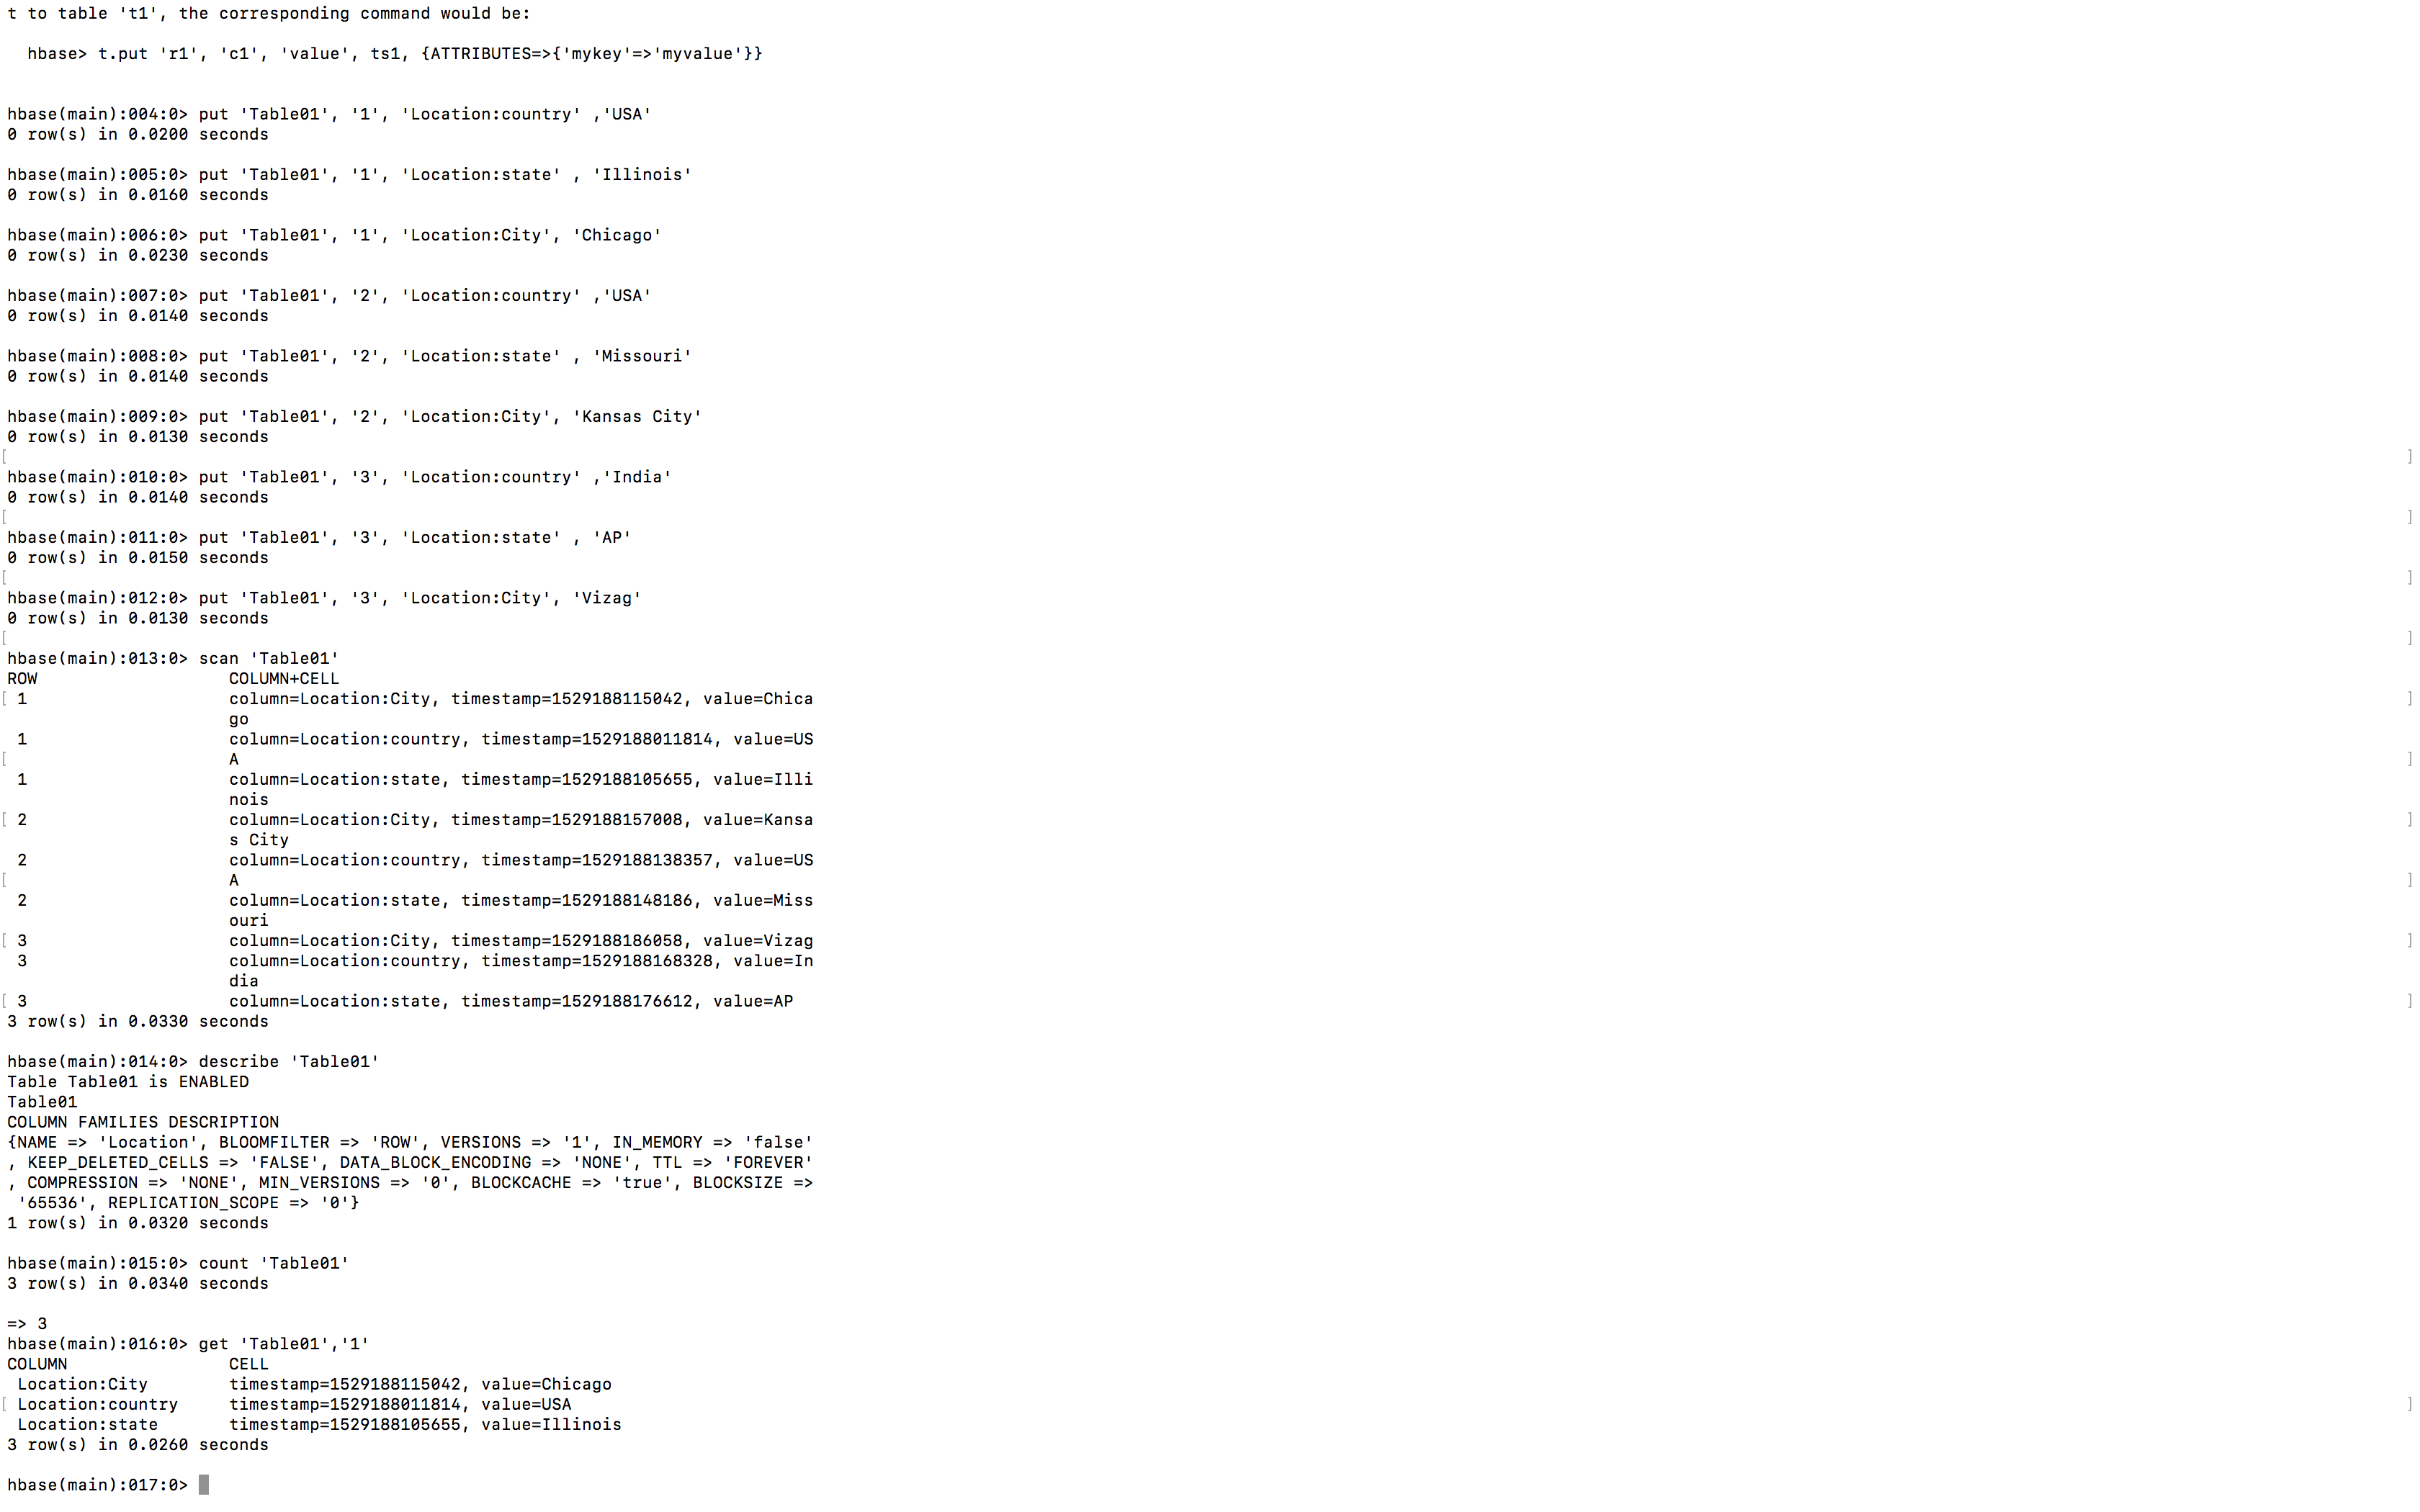 t to table 't1', the corresponding command would be:
  hbase> t.put 'r1', 'c1', 'value', ts1, {ATTRIBUTES=>{'mykey'=>'myvalue'}}
hbase(main):004:0> put 'Table01', '1', 'Location:country' ,'USA'
0 row(s) in 0.0200 seconds
hbase(main):005:0> put 'Table01', '1', 'Location:state' , 'Illinois'
0 row(s) in 0.0160 seconds
hbase(main):006:0> put 'Table01', '1', 'Location:City', 'Chicago'
0 row(s) in 0.0230 seconds
hbase(main):007:0> put 'Table01', '2', 'Location:country' ,'USA'
0 row(s) in 0.0140 seconds
hbase(main):008:0> put 'Table01', '2', 'Location:state' , 'Missouri'
0 row(s) in 0.0140 seconds
hbase(main):009:0> put 'Table01', '2', 'Location:City', 'Kansas City'
0 row(s) in 0.0130 seconds
[ ]
hbase(main):010:0> put 'Table01', '3', 'Location:country' ,'India'
0 row(s) in 0.0140 seconds
[ ]
hbase(main):011:0> put 'Table01', '3', 'Location:state' , 'AP'
0 row(s) in 0.0150 seconds
[ ]
hbase(main):012:0> put 'Table01', '3', 'Location:City', 'Vizag'
0 row(s) in 0.0130 seconds
[ ]
hbase(main):013:0> scan 'Table01'
ROW                   COLUMN+CELL
[ 1                    column=Location:City, timestamp=1529188115042, value=Chica ]
                      go
 1                    column=Location:country, timestamp=1529188011814, value=US
[                     A ]
 1                    column=Location:state, timestamp=1529188105655, value=Illi
                      nois
[ 2                    column=Location:City, timestamp=1529188157008, value=Kansa ]
                      s City
 2                    column=Location:country, timestamp=1529188138357, value=US
[                     A ]
 2                    column=Location:state, timestamp=1529188148186, value=Miss
                      ouri
[ 3                    column=Location:City, timestamp=1529188186058, value=Vizag ]
 3                    column=Location:country, timestamp=1529188168328, value=In
                      dia
[ 3                    column=Location:state, timestamp=1529188176612, value=AP ]
3 row(s) in 0.0330 seconds
hbase(main):014:0> describe 'Table01'
Table Table01 is ENABLED
Table01
COLUMN FAMILIES DESCRIPTION
{NAME => 'Location', BLOOMFILTER => 'ROW', VERSIONS => '1', IN_MEMORY => 'false'
, KEEP_DELETED_CELLS => 'FALSE', DATA_BLOCK_ENCODING => 'NONE', TTL => 'FOREVER'
, COMPRESSION => 'NONE', MIN_VERSIONS => '0', BLOCKCACHE => 'true', BLOCKSIZE =>
 '65536', REPLICATION_SCOPE => '0'}
1 row(s) in 0.0320 seconds
hbase(main):015:0> count 'Table01'
3 row(s) in 0.0340 seconds
=> 3
hbase(main):016:0> get 'Table01','1'
COLUMN                CELL
 Location:City        timestamp=1529188115042, value=Chicago
[ Location:country     timestamp=1529188011814, value=USA ]
 Location:state       timestamp=1529188105655, value=Illinois
3 row(s) in 0.0260 seconds
hbase(main):017:0>